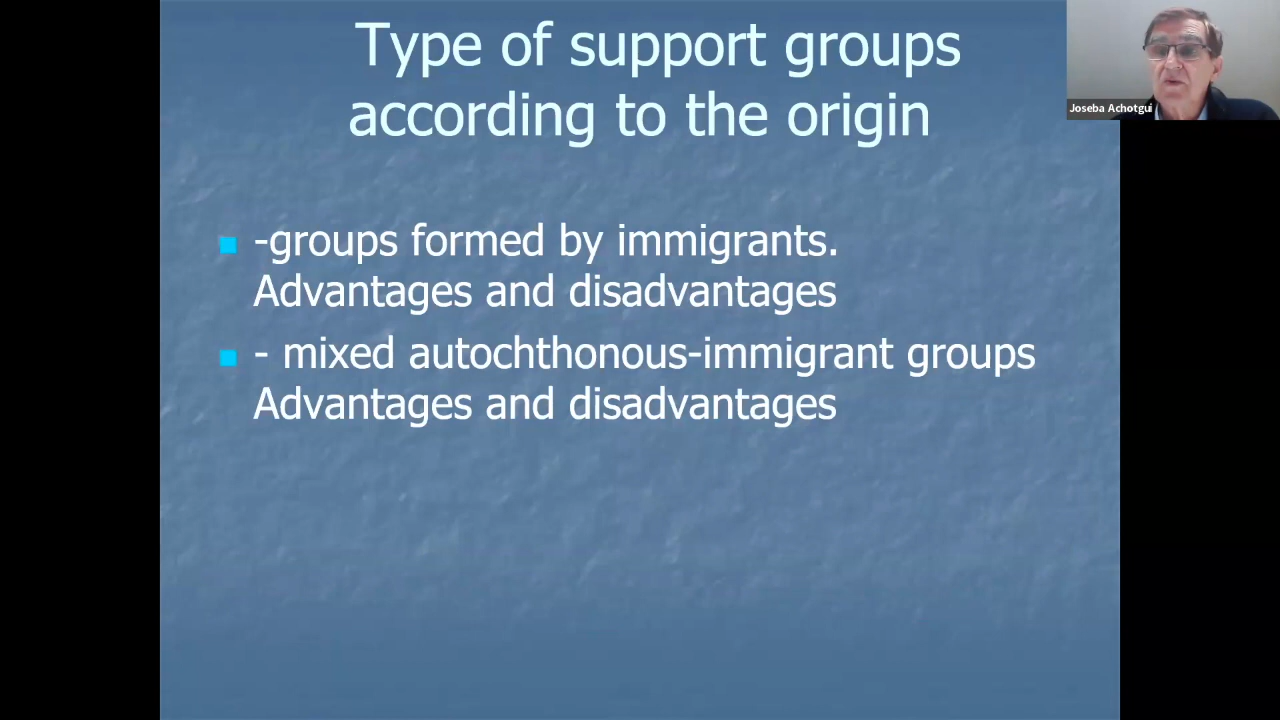 Type of support groups
according to the origin
-groups formed by immigrants.
Advantages and disadvantages
- mixed autochthonous-immigrant groups
Advantages and disadvantages
Joseba Achotgui